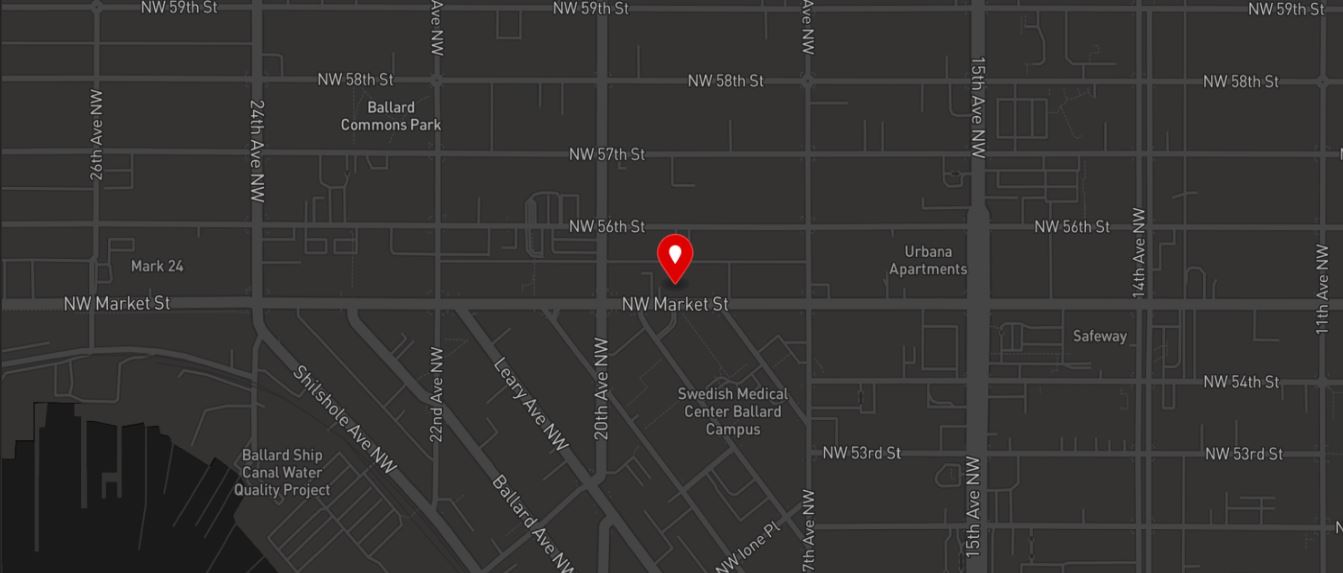 NW 59th St
NW 59th St
NW 59th St
Ave NW
Ave NW
NW 58th St
NW 58th St
NW 58th St
15th Ave NW
26th Ave NW
24th Ave NW
Ballard
Commons Park
NW 57th St
NW 56th St
NW 56th St
14th Ave NW
Mark 24
Urbana
Apartments
11th Ave NW
NW Market St
NW Market St
Safeway
Shilshole Ave NW
22nd Ave NW
Leary Ave NW
20th Ave NW
NW 54th St
Swedish Medical
Center Ballard
Campus
NW 53rd St
NW 53rd St
Ballard Ship
Canal Water
Quality Project
Ballard Ave NW
NW Ione Pl
7th Ave NW
15th Ave NW